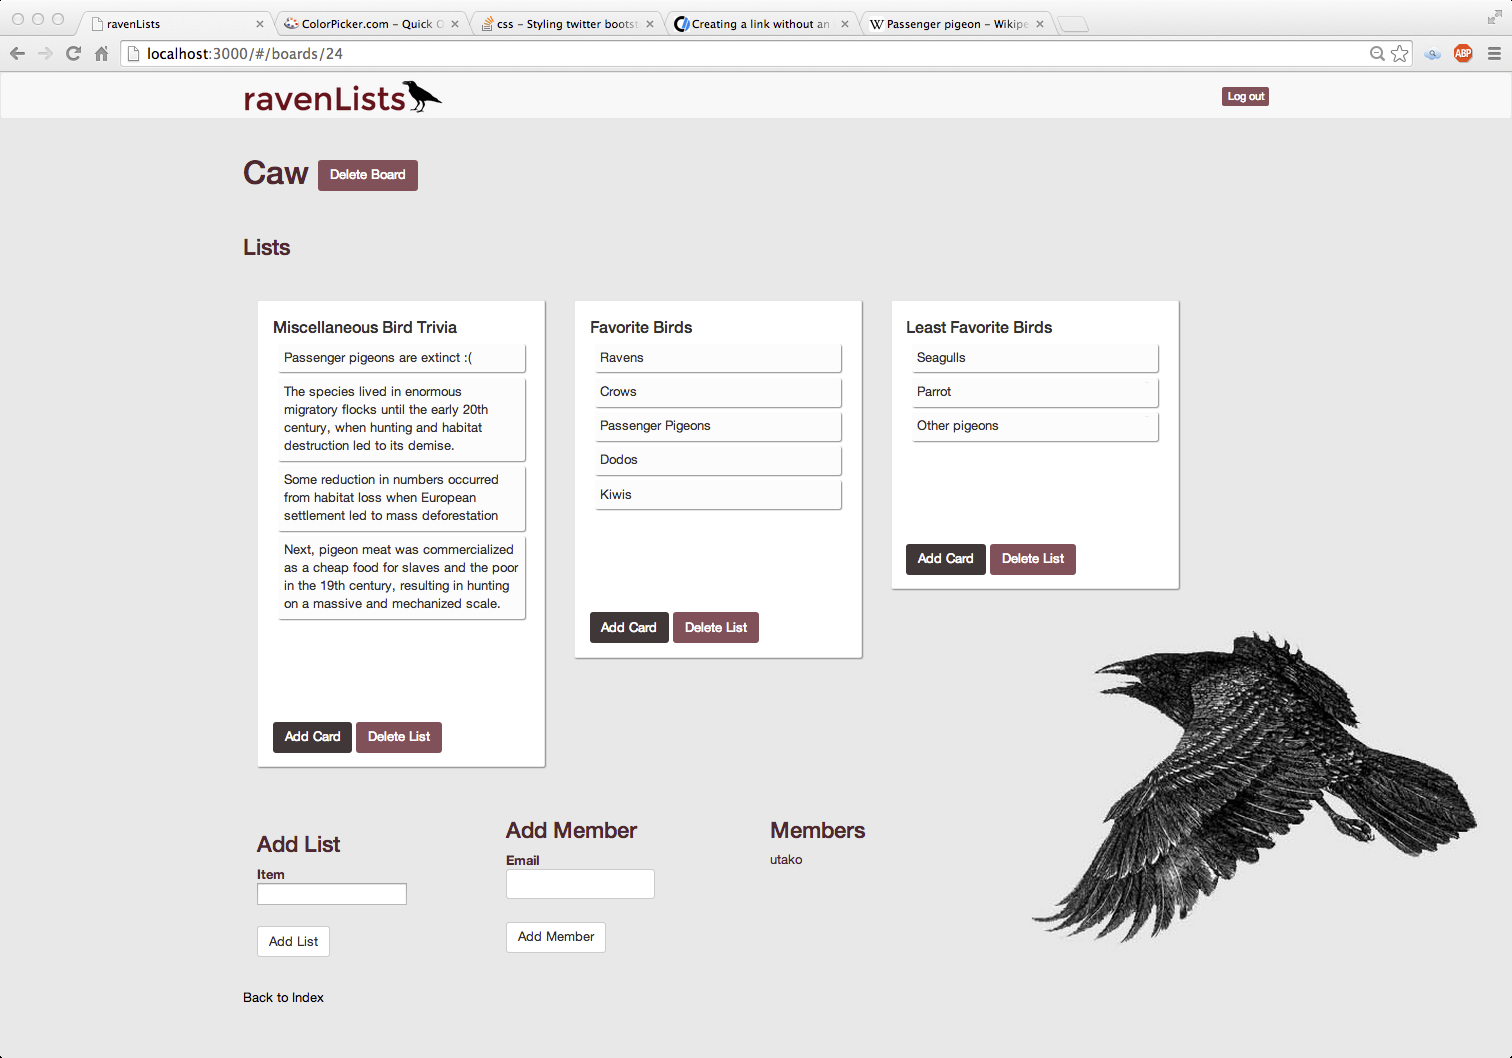 ravenLists
ColorPicker.com – Quick O
css – Styling twitter bootst
Creating a link without an
Passenger pigeon – Wikipe
localhost:3000/#/boards/24
ABP
ravenLists
Log out
Caw
Delete Board
Lists
Miscellaneous Bird Trivia
Passenger pigeons are extinct :(
The species lived in enormous
migratory flocks until the early 20th
century, when hunting and habitat
destruction led to its demise.
Some reduction in numbers occurred
from habitat loss when European
settlement led to mass deforestation
Next, pigeon meat was commercialized
as a cheap food for slaves and the poor
in the 19th century, resulting in hunting
on a massive and mechanized scale.
Add Card
Delete List
Favorite Birds
Ravens
Crows
Passenger Pigeons
Dodos
Kiwis
Add Card
Delete List
Least Favorite Birds
Seagulls
Parrot
Other pigeons
Add Card
Delete List
Add List
Item
Add List
Add Member
Email
Add Member
Members
utako
Back to Index